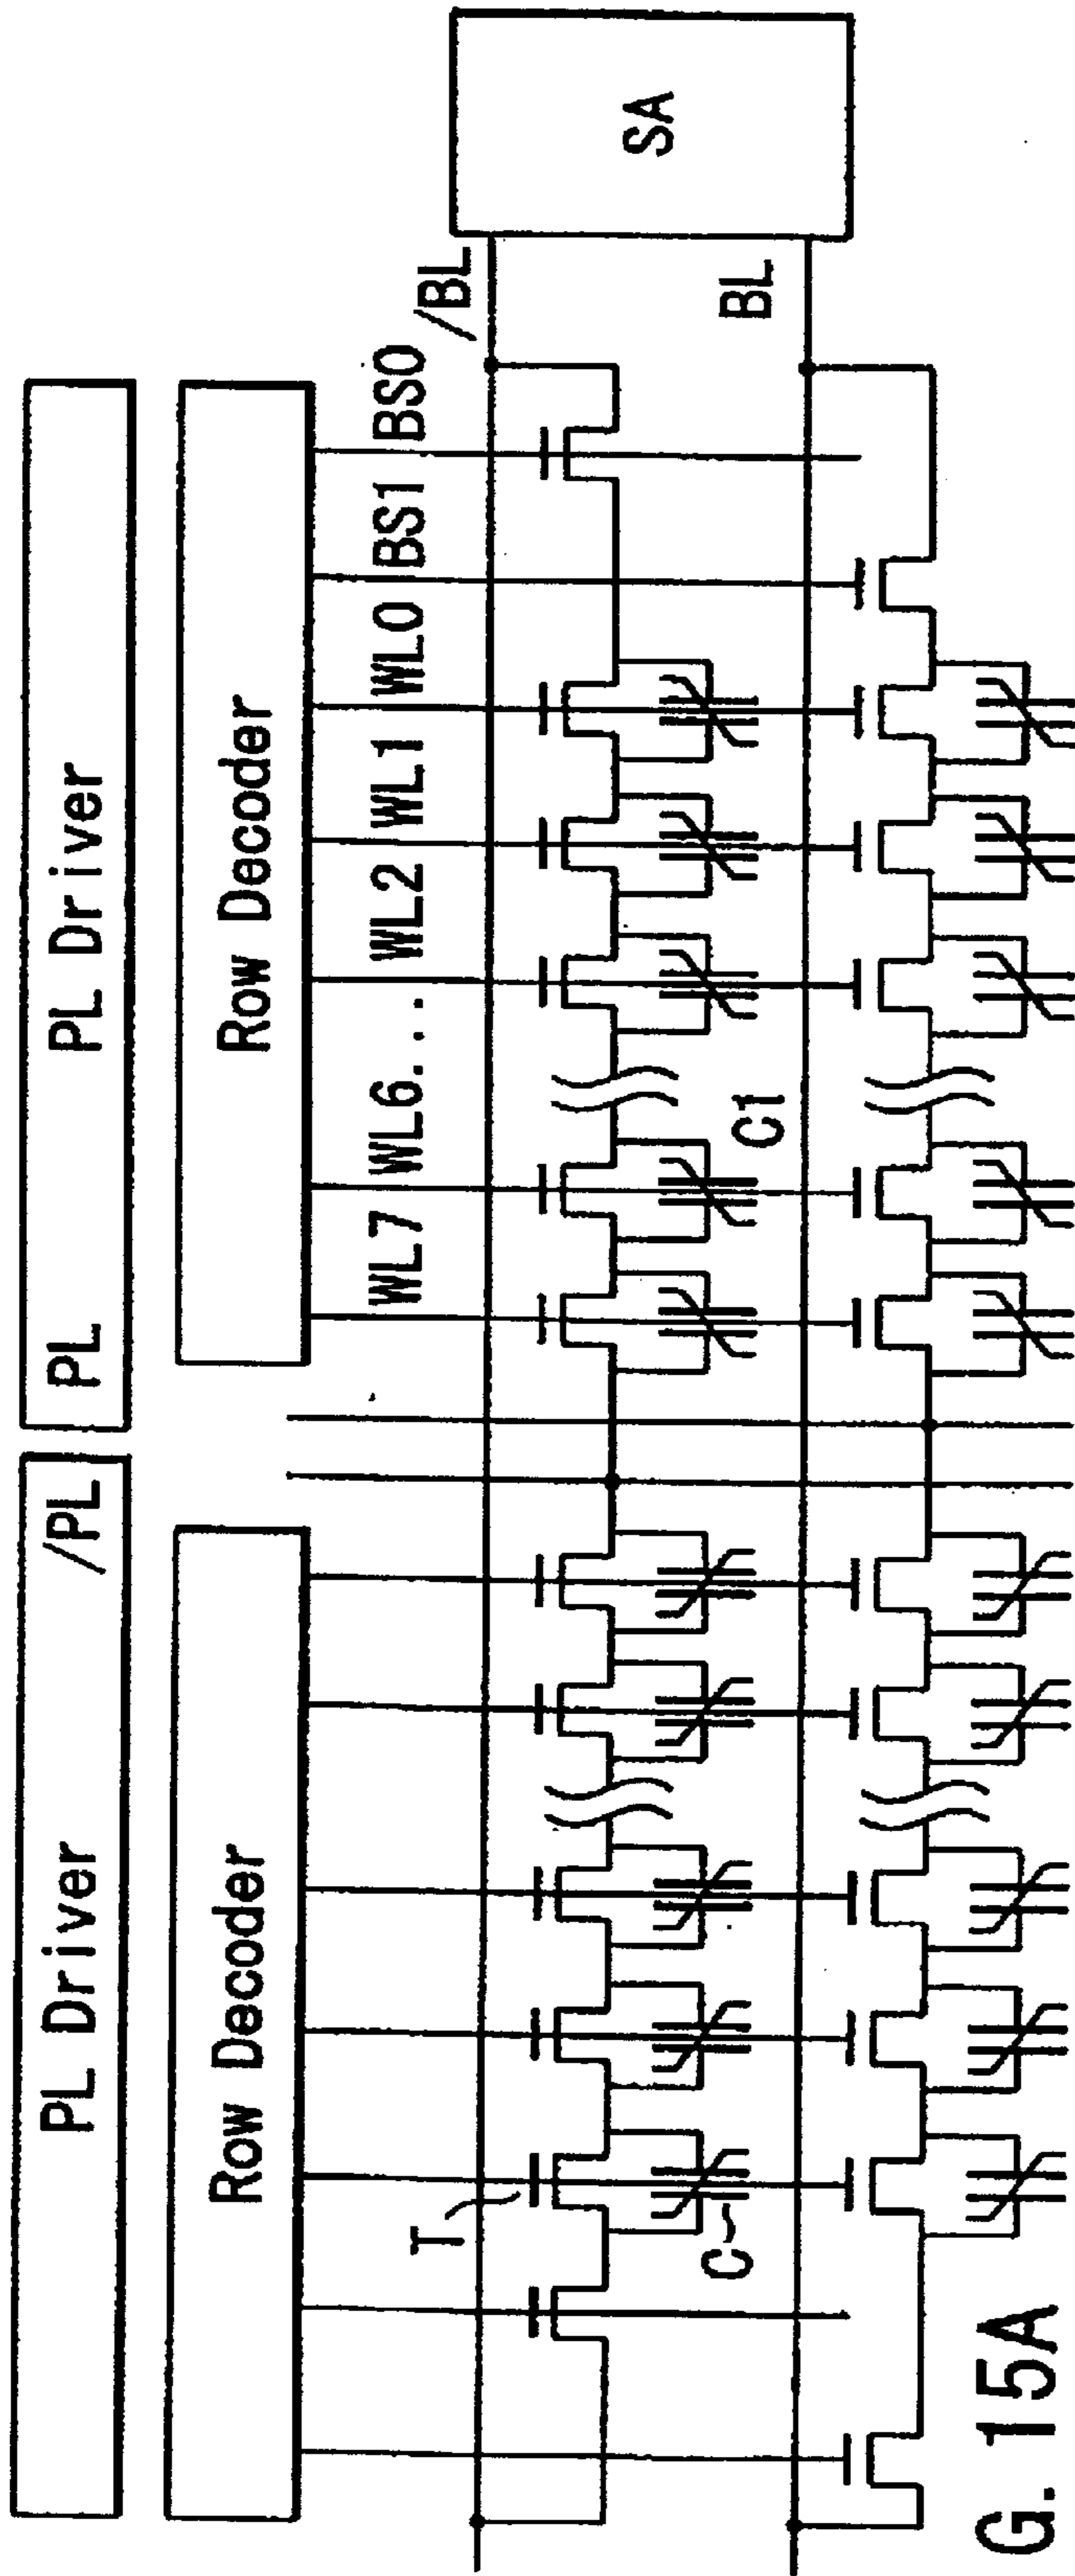 PL Driver /PL
PL PL Driver
Row Decoder
Row Decoder
WL7 WL6... WL2 WL1 WL0 BS1 BS0
/BL
SA
T
C
C1
BL
G. 15A